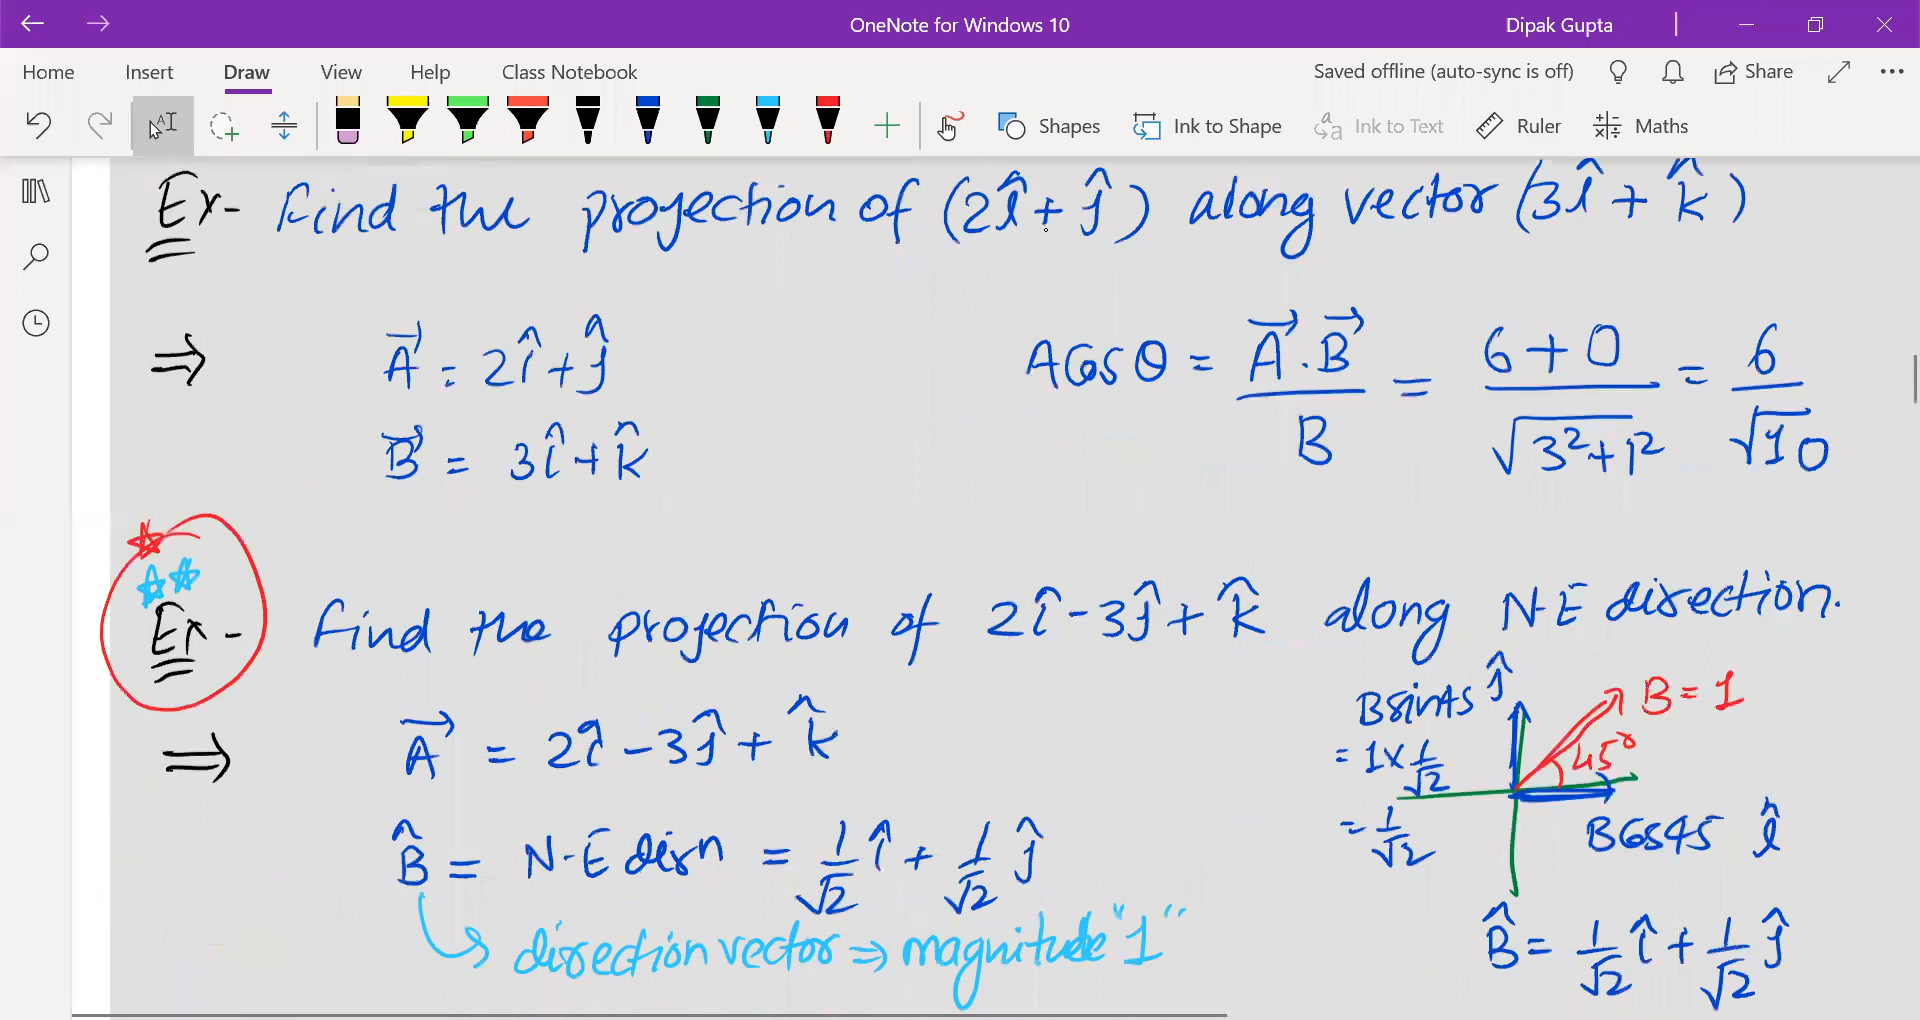 OneNote for Windows 10
Dipak Gupta
Home Insert Draw View Help Class Notebook
Saved offline (auto-sync is off) Share
Shapes Ink to Shape Ink to Text Ruler Maths
Ex- Find the projection of (2î+ĵ) along vector (3î + k̂)
⇒ A⃗ = 2î+ĵ
A Cos θ = A⃗.B⃗ / B = 6+0 / √3²+1² = 6 / √10
B⃗ = 3î+k̂
Ex- Find the projection of 2î-3ĵ+k̂ along N-E direction.
⇒ A⃗ = 2î-3ĵ+k̂
B̂ = N-E dirn = 1/√2 î + 1/√2 ĵ
direction vector ⇒ magnitude "1"
B sin45 ĵ
= 1× 1/√2
= 1/√2
B = 1
45°
B Cos45 î
B̂ = 1/√2 î + 1/√2 ĵ